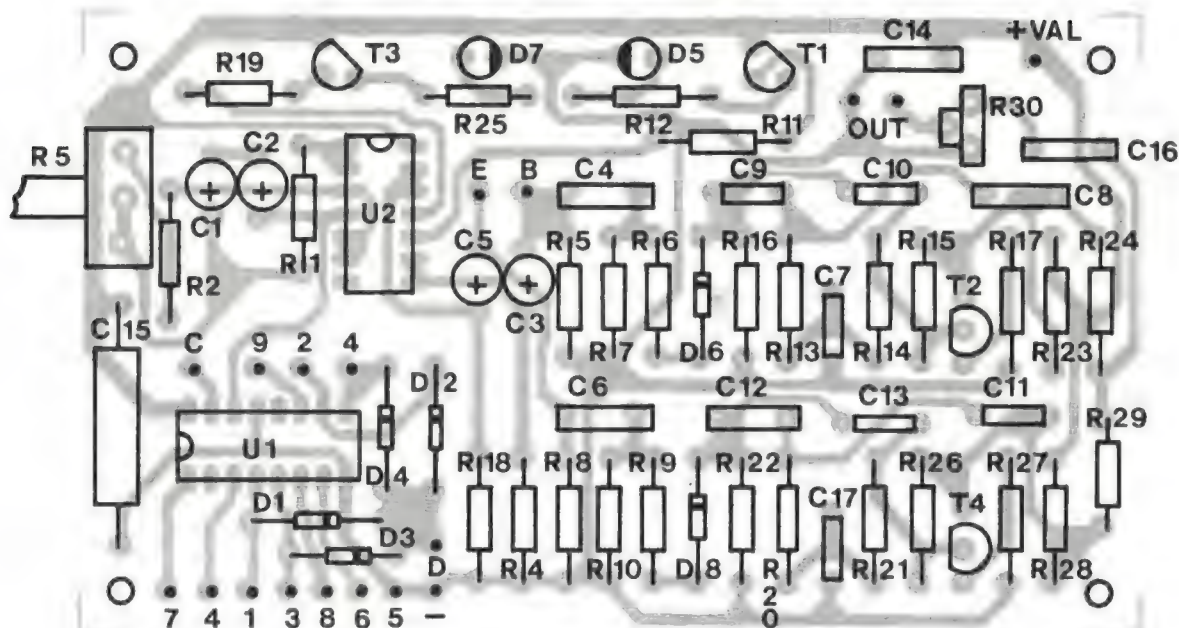 C14 +VAL
R19 T3 D7 D5 T1
R25 R12 R11 OUT R30
R5 C2 C16
E B C4 C9 C10 C8
C1 U2
R1 C5 R5 R6 R16 R15 R17 R24
R2 C7 T2
C15 C3
R7 D6 R13 R14 R23
C 9 2 4 D2
C6 C12 C13 C11
U1 R29
D4 R18 R8 R9 R22 R26 R27
D1 C17 T4
D3
D R4 R10 D8 R20 R21 R28
7 4 1 3 8 6 5 –